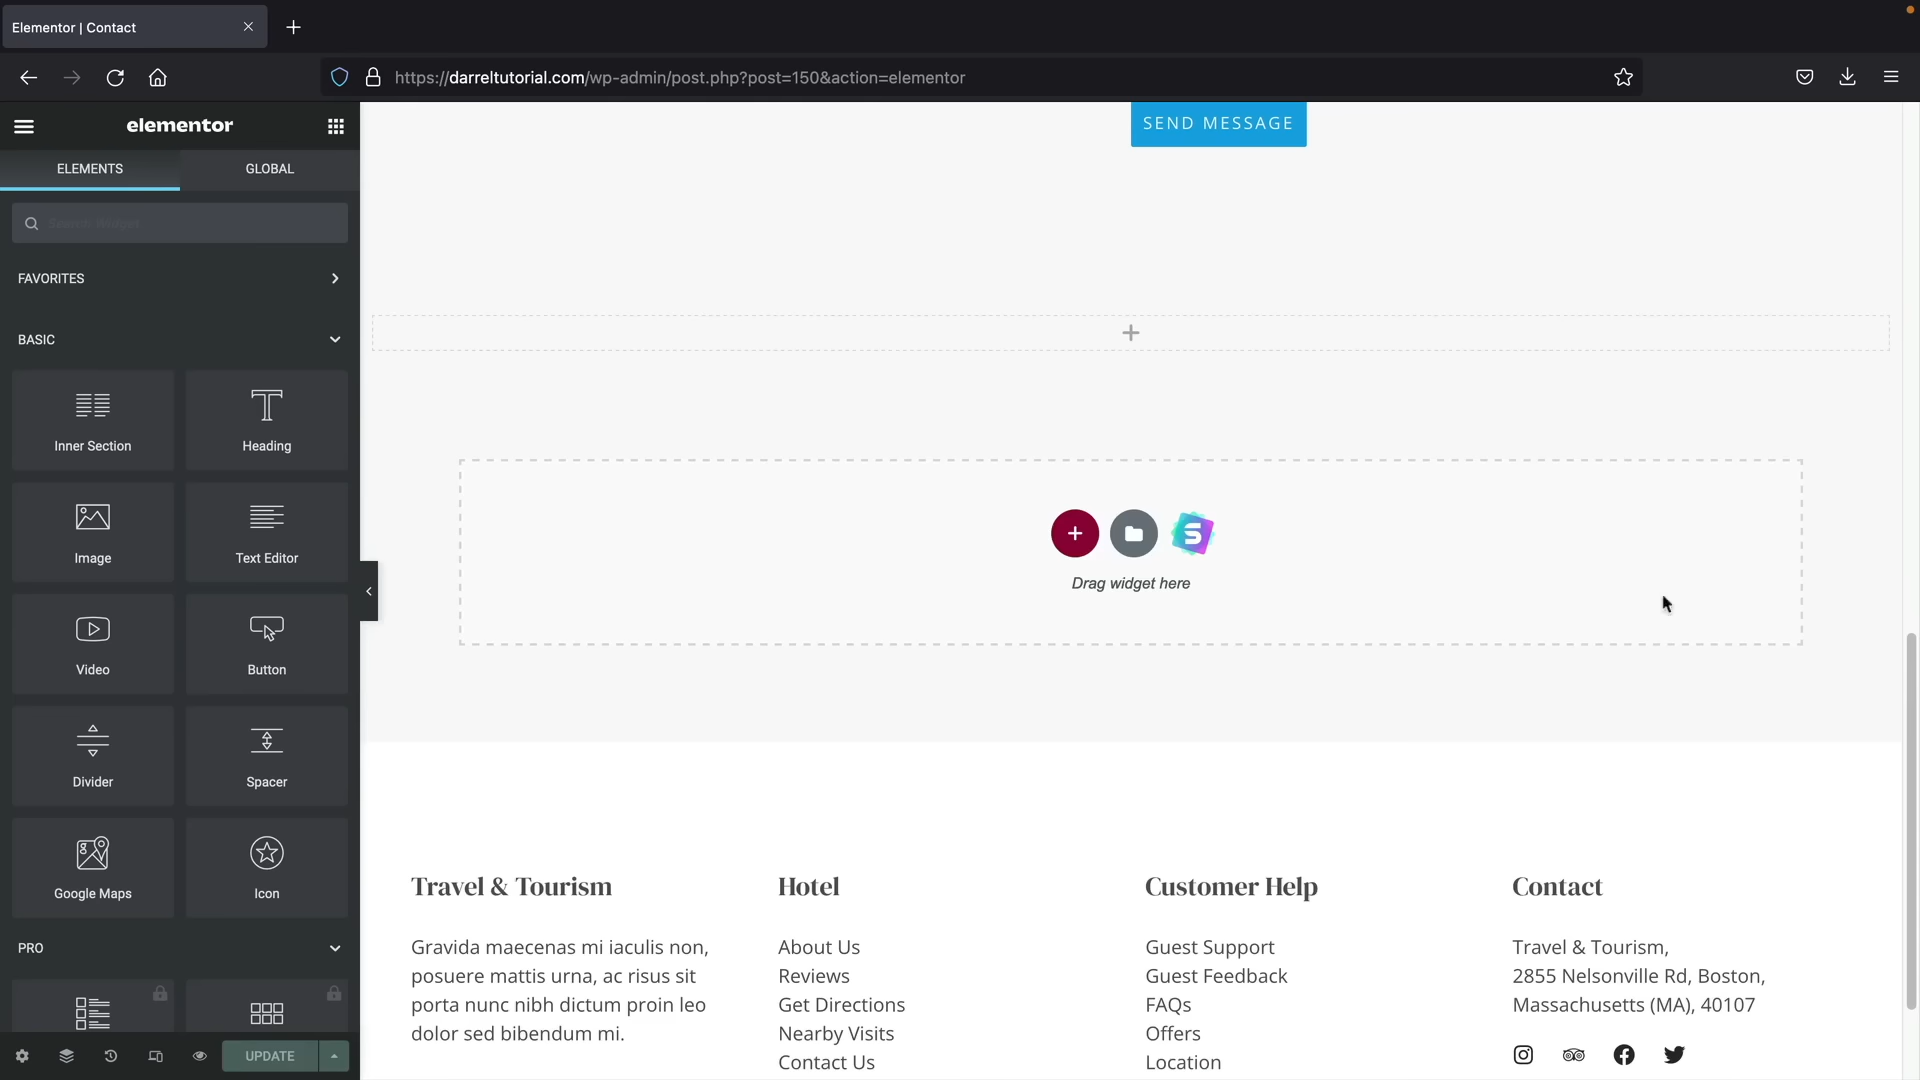 Elementor | Contact
https://darreltutorial.com/wp-admin/post.php?post=150&action=elementor
elementor
ELEMENTS
GLOBAL
Search Widget
FAVORITES
BASIC
Inner Section
Heading
Image
Text Editor
Video
Button
Divider
Spacer
Google Maps
Icon
PRO
UPDATE
SEND MESSAGE
S
Drag widget here
Travel & Tourism
Gravida maecenas mi iaculis non,
posuere mattis urna, ac risus sit
porta nunc nibh dictum proin leo
dolor sed bibendum mi.
Hotel
About Us
Reviews
Get Directions
Nearby Visits
Contact Us
Customer Help
Guest Support
Guest Feedback
FAQs
Offers
Location
Contact
Travel & Tourism,
2855 Nelsonville Rd, Boston,
Massachusetts (MA), 40107